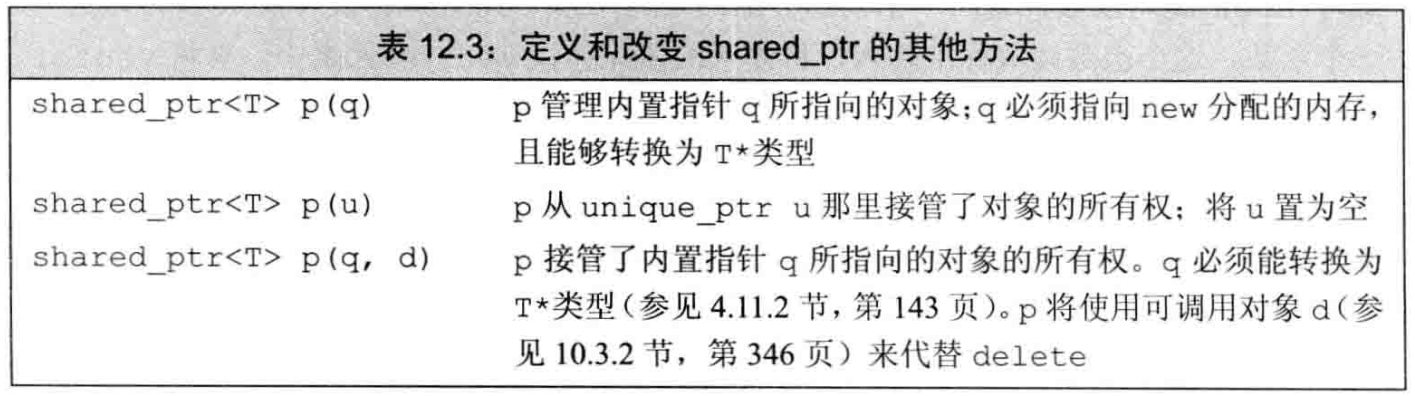 表 12.3：定义和改变 shared_ptr 的其他方法
shared_ptr<T> p(q) p 管理内置指针 q 所指向的对象;q 必须指向 new 分配的内存，
且能够转换为 T*类型
shared_ptr<T> p(u) p 从 unique_ptr u 那里接管了对象的所有权；将 u 置为空
shared_ptr<T> p(q, d) p 接管了内置指针 q 所指向的对象的所有权。q 必须能转换为
T*类型（参见 4.11.2 节，第 143 页）。p 将使用可调用对象 d（参
见 10.3.2 节，第 346 页）来代替 delete